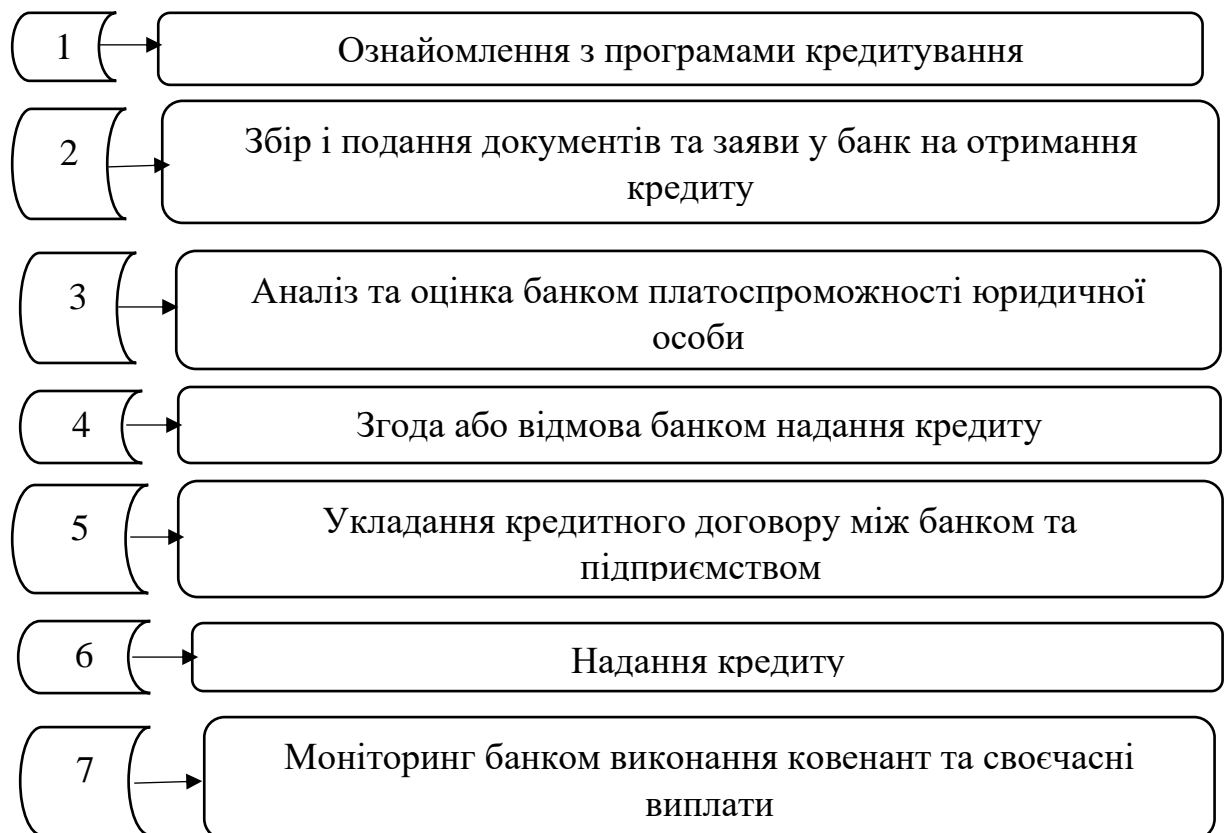 1
Ознайомлення з програмами кредитування
2
Збір і подання документів та заяви у банк на отримання
кредиту
3
Аналіз та оцінка банком платоспроможності юридичної
особи
4
Згода або відмова банком надання кредиту
5
Укладання кредитного договору між банком та
підприємством
6
Надання кредиту
7
Моніторинг банком виконання ковенант та своєчасні
виплати